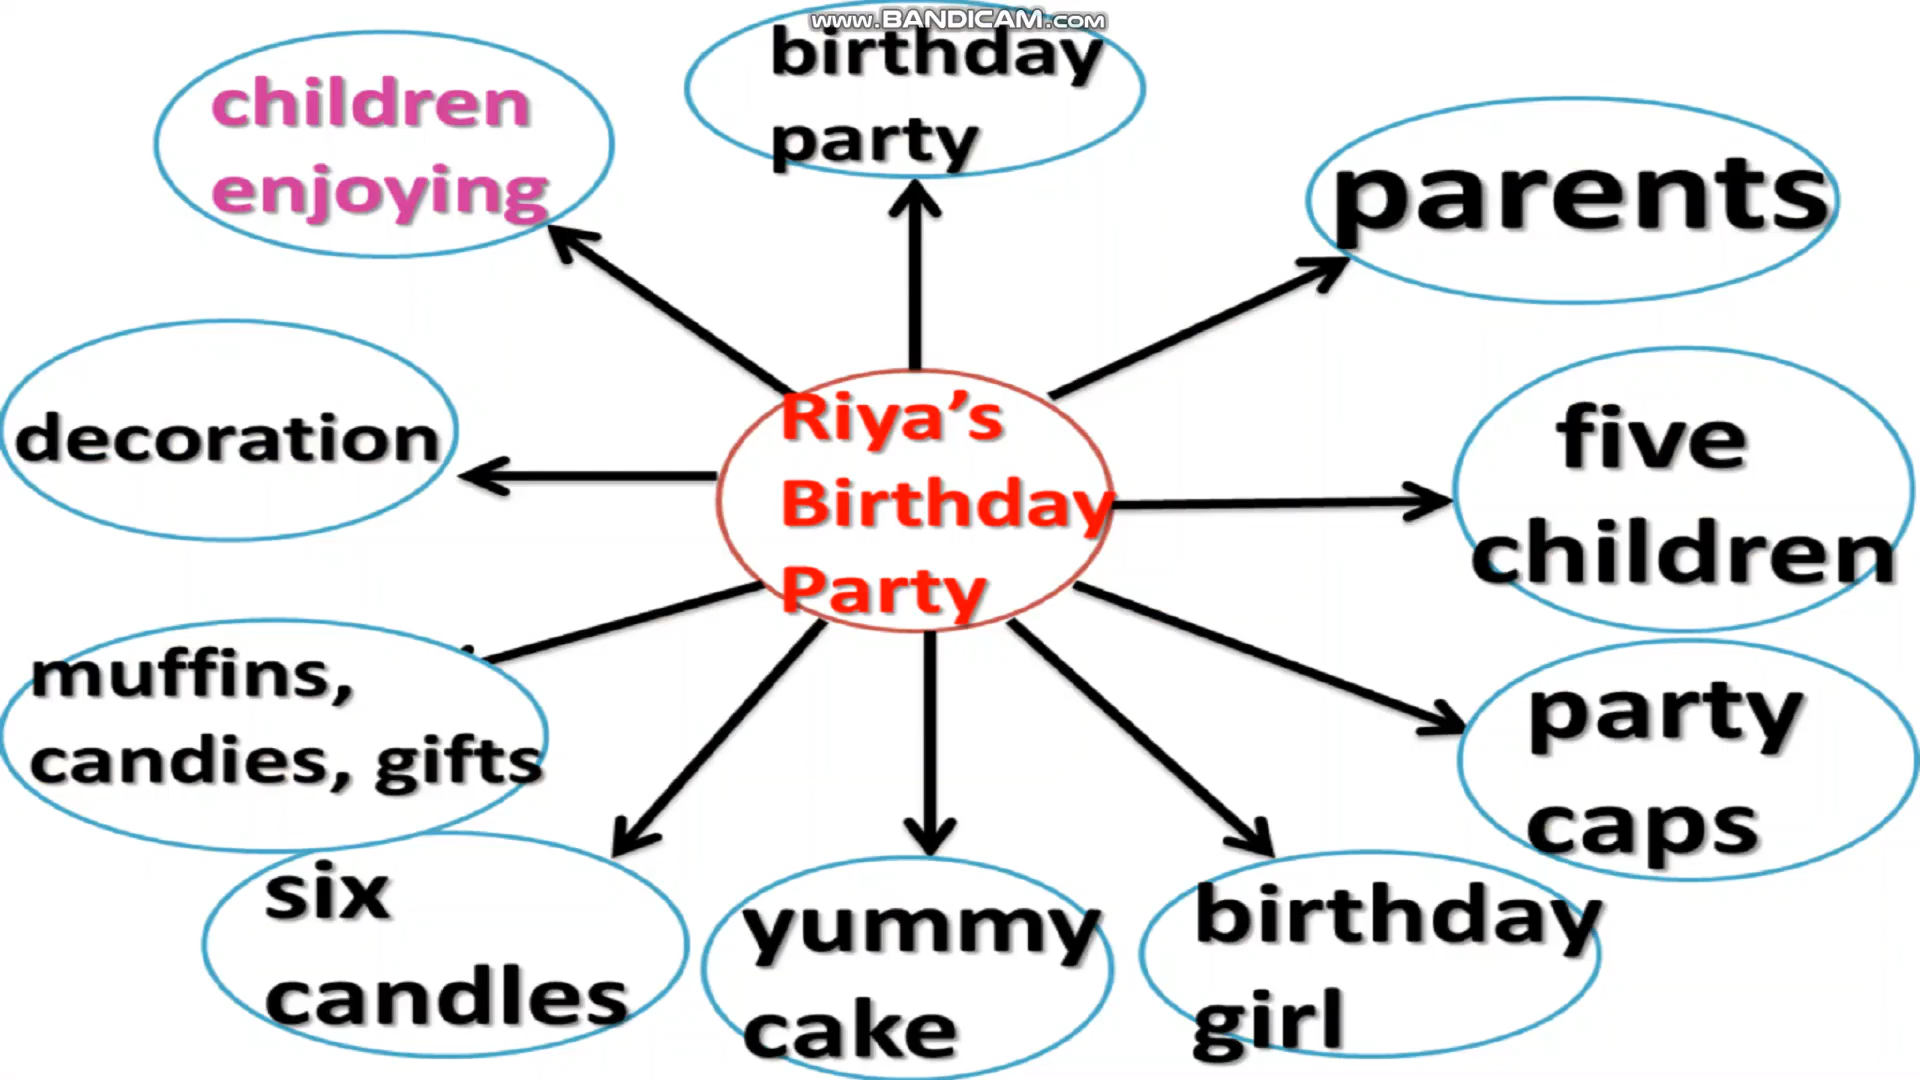 www.BANDICAM.com
birthday
party
children
enjoying
parents
decoration
Riya’s
Birthday
Party
five
children
muffins,
candies, gifts
party
caps
six
candles
yummy
cake
birthday
girl